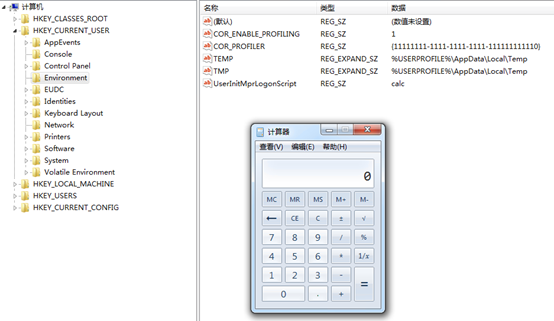 计算机
HKEY_CLASSES_ROOT
HKEY_CURRENT_USER
AppEvents
Console
Control Panel
Environment
EUDC
Identities
Keyboard Layout
Network
Printers
Software
System
Volatile Environment
HKEY_LOCAL_MACHINE
HKEY_USERS
HKEY_CURRENT_CONFIG
名称 类型 数据
(默认) REG_SZ (数值未设置)
COR_ENABLE_PROFILING REG_SZ 1
COR_PROFILER REG_SZ {11111111-1111-1111-1111-111111111110}
TEMP REG_EXPAND_SZ %USERPROFILE%\AppData\Local\Temp
TMP REG_EXPAND_SZ %USERPROFILE%\AppData\Local\Temp
UserInitMprLogonScript REG_SZ calc
计算器
查看(V) 编辑(E) 帮助(H)
0
MC MR MS M+ M-
← CE C ± √
7 8 9 / %
4 5 6 * 1/x
1 2 3 - =
0 . +